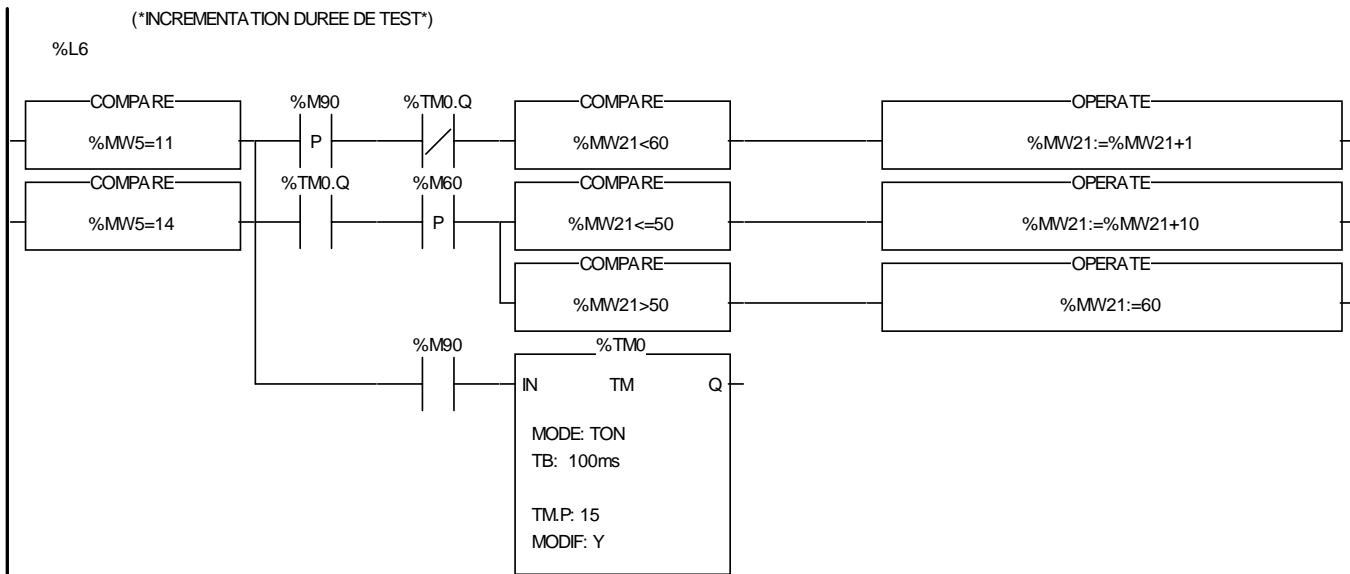 (*INCREMENTATION DUREE DE TEST*)
%L6
COMPARE %M90 %TM0.Q COMPARE OPERATE
%MW5=11 P %MW21<60 %MW21:=%MW21+1
COMPARE %TM0.Q %M60 COMPARE OPERATE
%MW5=14 P %MW21<=50 %MW21:=%MW21+10
COMPARE OPERATE
%MW21>50 %MW21:=60
%M90 %TM0
IN TM Q
MODE: TON
TB: 100ms
TM.P: 15
MODIF: Y